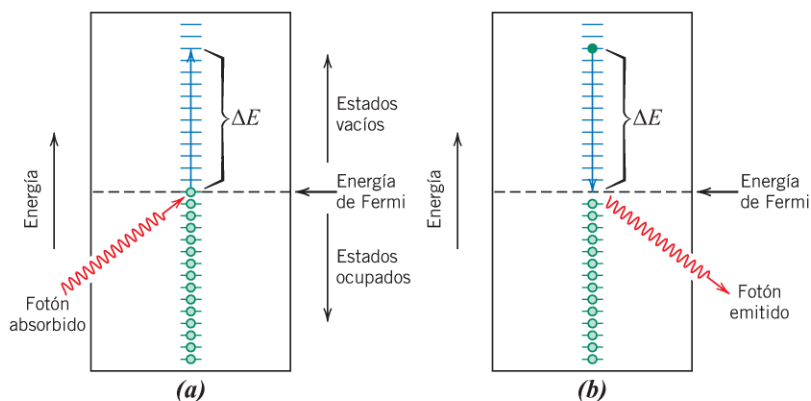 Energía
ΔE
Estados
vacíos
Energía
de Fermi
Estados
ocupados
Fotón
absorbido
(a)
Energía
ΔE
Energía
de Fermi
Fotón
emitido
(b)